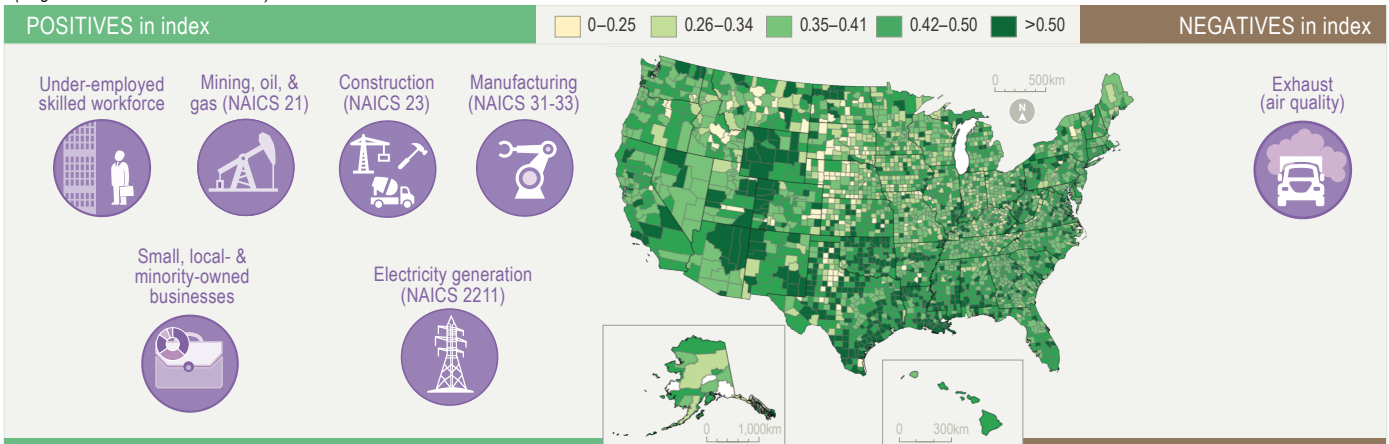 POSITIVES in index
0–0.25
0.26–0.34
0.35–0.41
0.42–0.50
>0.50
NEGATIVES in index
Under-employed
skilled workforce
Mining, oil, &
gas (NAICS 21)
Construction
(NAICS 23)
Manufacturing
(NAICS 31-33)
0 500km
N
Exhaust
(air quality)
Small, local- &
minority-owned
businesses
Electricity generation
(NAICS 2211)
0 1,000km
0 300km